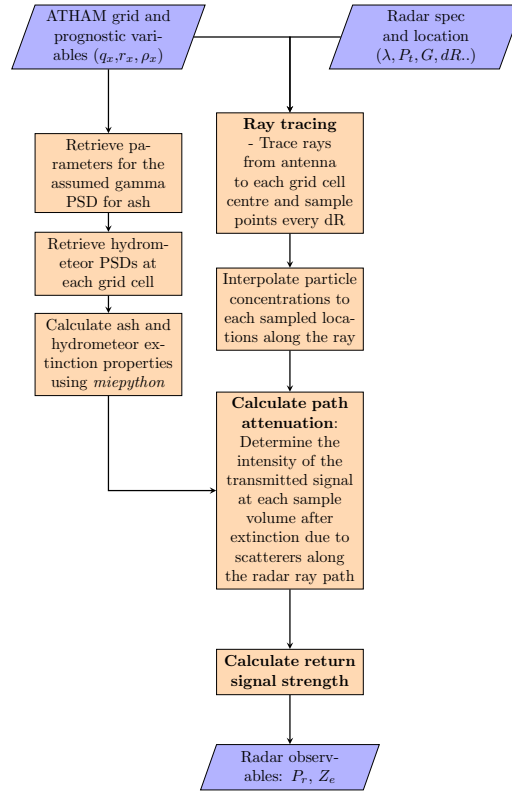 ATHAM grid and
prognostic vari-
ables (q_x,r_x,ρ_x)
Radar spec
and location
(λ, P_t, G, dR..)
Retrieve pa-
rameters for the
assumed gamma
PSD for ash
Retrieve hydrom-
eteor PSDs at
each grid cell
Calculate ash and
hydrometeor ex-
tinction properties
using miepython
Ray tracing
- Trace rays
from antenna
to each grid cell
centre and sample
points every dR
Interpolate particle
concentrations to
each sampled loca-
tions along the ray
Calculate path
attenuation:
Determine the
intensity of the
transmitted signal
at each sample
volume after
extinction due to
scatterers along
the radar ray path
Calculate return
signal strength
Radar observ-
ables: P_r, Z_e